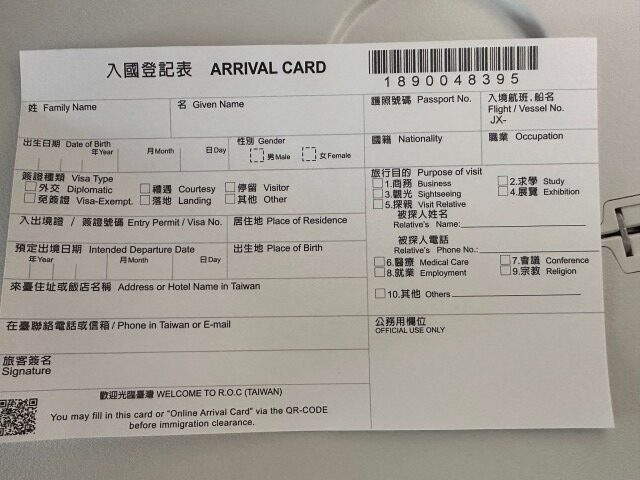 入國登記表 ARRIVAL CARD
1890048395
姓 Family Name
名 Given Name
護照號碼 Passport No.
入境航班.船名
Flight / Vessel No.
JX-
出生日期 Date of Birth
年Year 月Month 日Day
性別 Gender
男Male 女Female
國籍 Nationality
職業 Occupation
簽證種類 Visa Type
外交 Diplomatic 禮遇 Courtesy 停留 Visitor
免簽證 Visa-Exempt. 落地 Landing 其他 Other
旅行目的 Purpose of visit
1.商務 Business 2.求學 Study
3.觀光 Sightseeing 4.展覽 Exhibition
5.探親 Visit Relative
被探人姓名
Relative's Name:
被探人電話
Relative's Phone No.:
6.醫療 Medical Care 7.會議 Conference
8.就業 Employment 9.宗教 Religion
10.其他 Others
入出境證 / 簽證號碼 Entry Permit / Visa No.
居住地 Place of Residence
預定出境日期 Intended Departure Date
年Year 月Month 日Day
出生地 Place of Birth
來臺住址或飯店名稱 Address or Hotel Name in Taiwan
在臺聯絡電話或信箱 / Phone in Taiwan or E-mail
公務用欄位
OFFICIAL USE ONLY
旅客簽名
Signature
歡迎光臨臺灣 WELCOME TO R.O.C (TAIWAN)
You may fill in this card or "Online Arrival Card" via the QR-CODE
before immigration clearance.